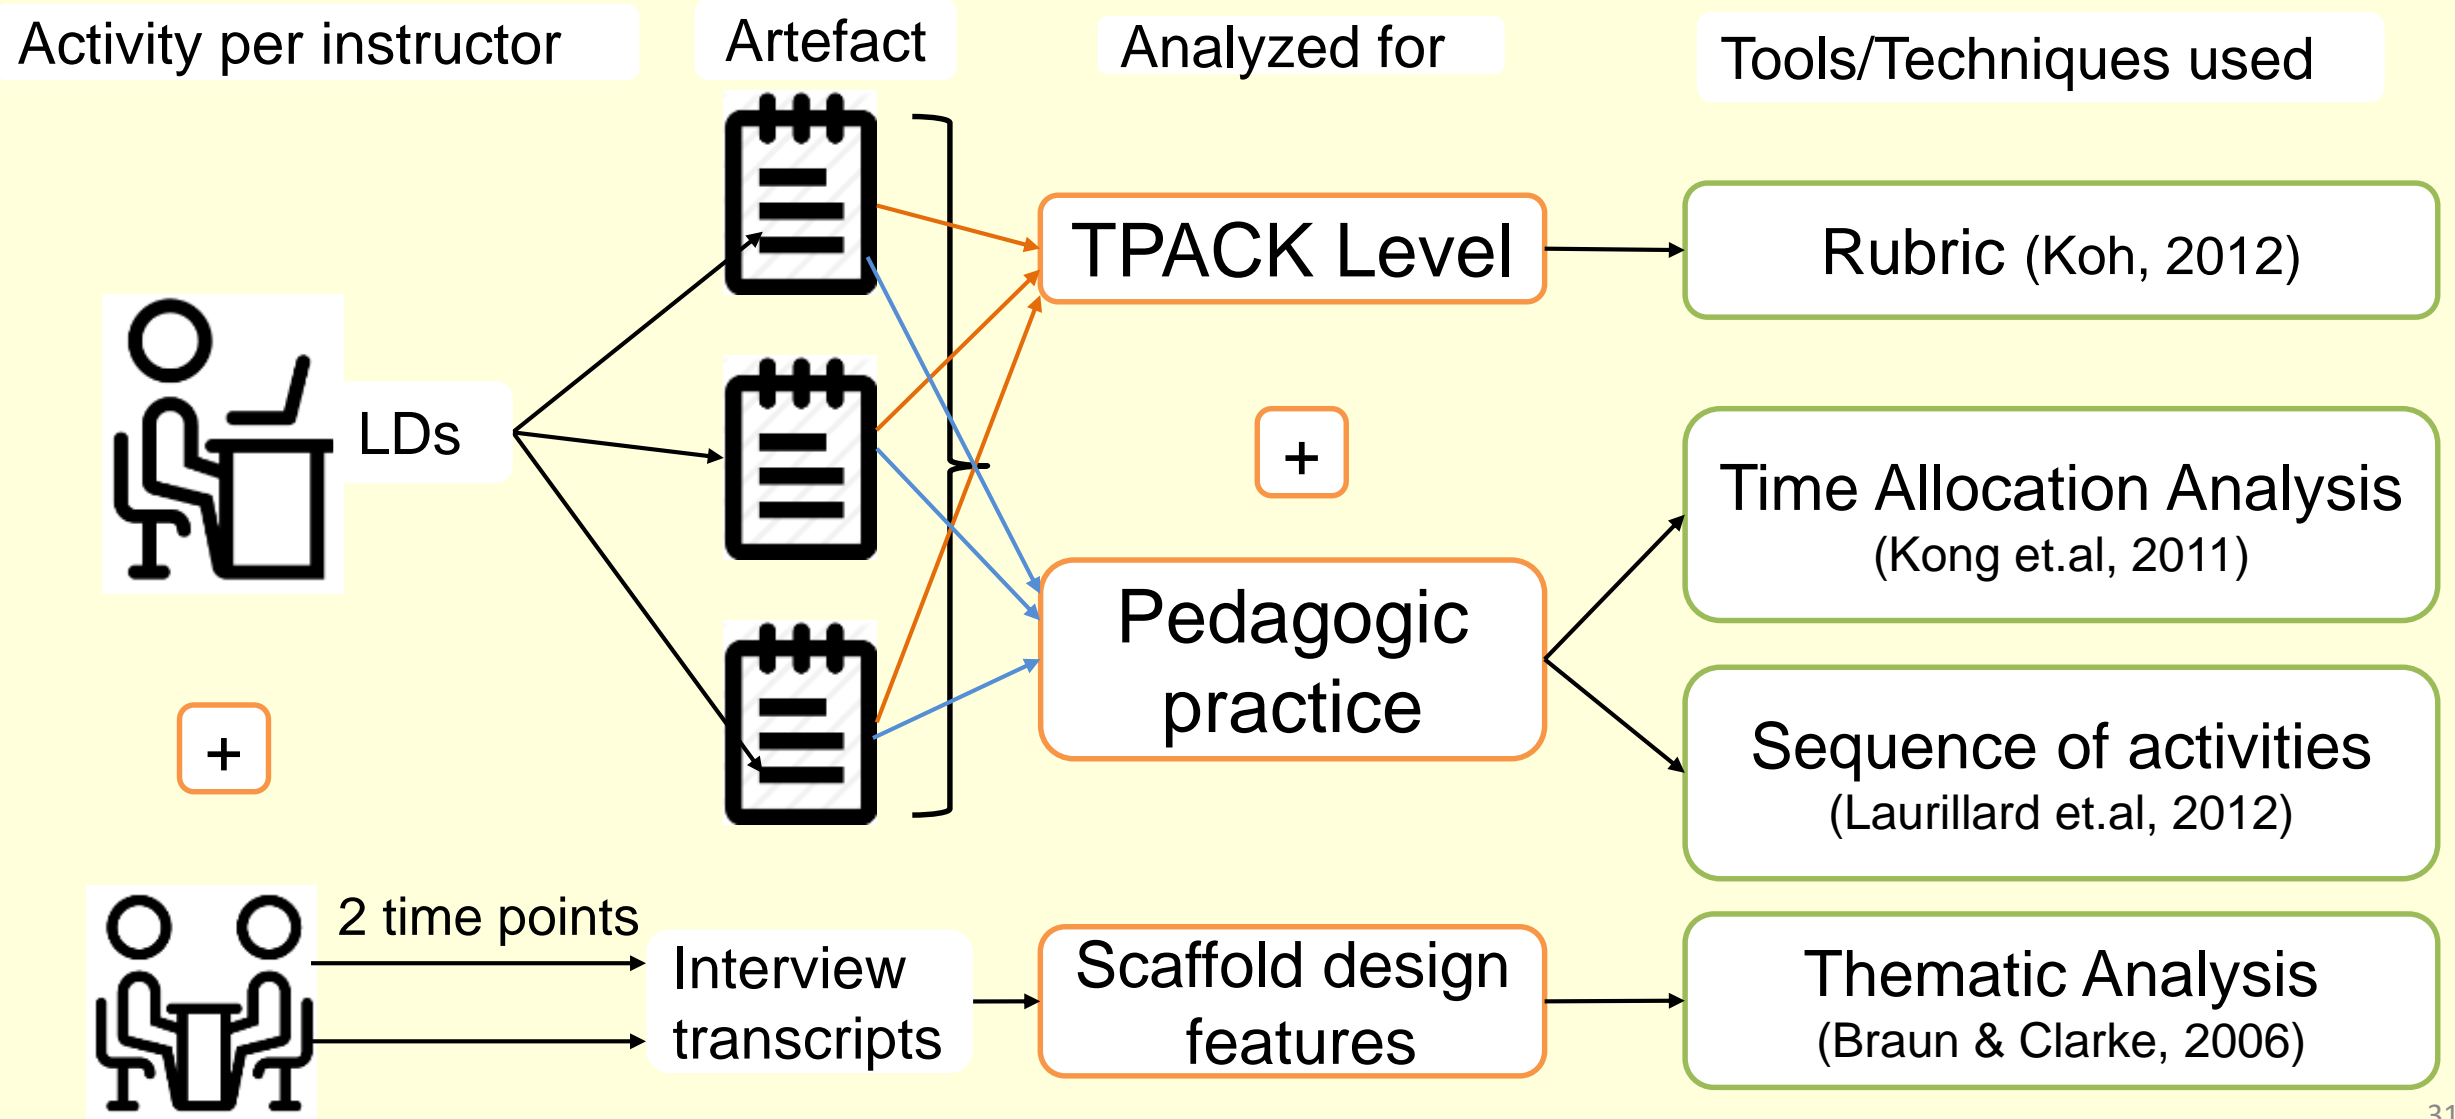 Activity per instructor
Artefact
Analyzed for
Tools/Techniques used
TPACK Level
Rubric (Koh, 2012)
LDs
+
Time Allocation Analysis
(Kong et.al, 2011)
Pedagogic
practice
+
Sequence of activities
(Laurillard et.al, 2012)
2 time points
Interview
transcripts
Scaffold design
features
Thematic Analysis
(Braun & Clarke, 2006)
31